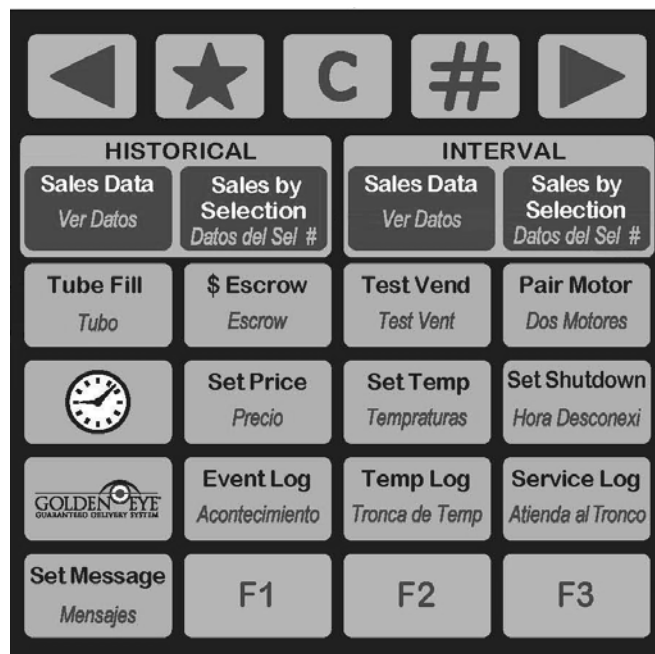 ★ C #
HISTORICAL
INTERVAL
Sales Data
Ver Datos
Sales by
Selection
Datos del Sel #
Sales Data
Ver Datos
Sales by
Selection
Datos del Sel #
Tube Fill
Tubo
$ Escrow
Escrow
Test Vend
Test Vent
Pair Motor
Dos Motores
Set Price
Precio
Set Temp
Tempraturas
Set Shutdown
Hora Desconexi
GOLDEN EYE
GUARANTEED DELIVERY SYSTEM
Event Log
Acontecimiento
Temp Log
Tronca de Temp
Service Log
Atienda al Tronco
Set Message
Mensajes
F1
F2
F3